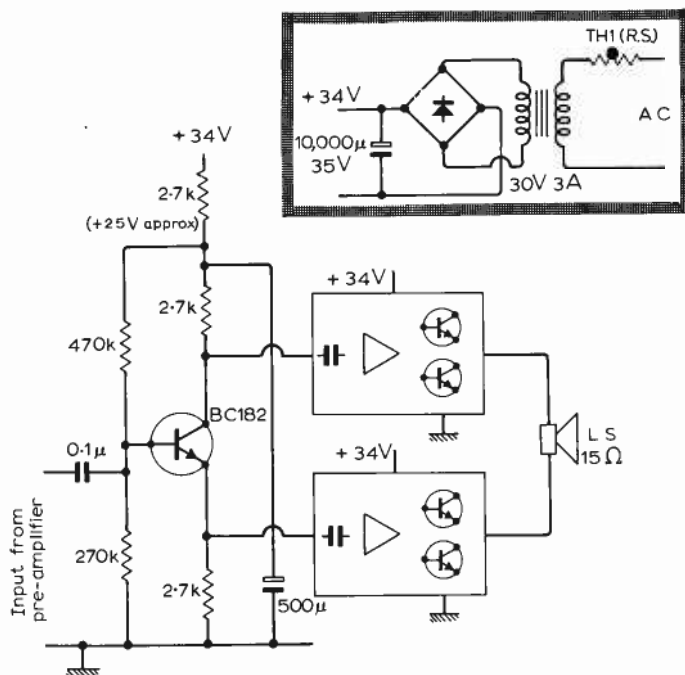 TH1 (R.S.)
+34V
AC
10,000μ
35V
30V 3A
+34V
2·7k
(+25V approx)
2·7k
+34V
470k
BC182
0·1μ
LS
15Ω
+34V
Input from
pre-amplifier
270k
2·7k
500μ